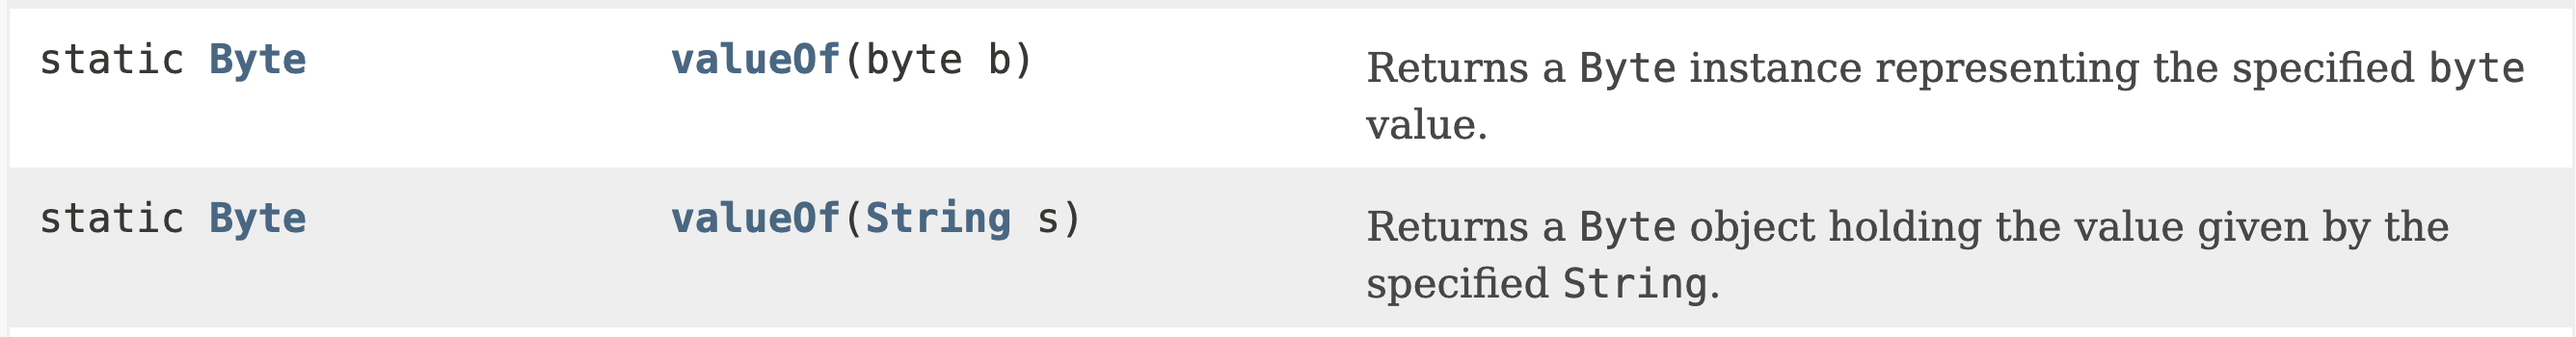 static Byte valueOf(byte b) Returns a Byte instance representing the specified byte
value.
static Byte valueOf(String s) Returns a Byte object holding the value given by the
specified String.